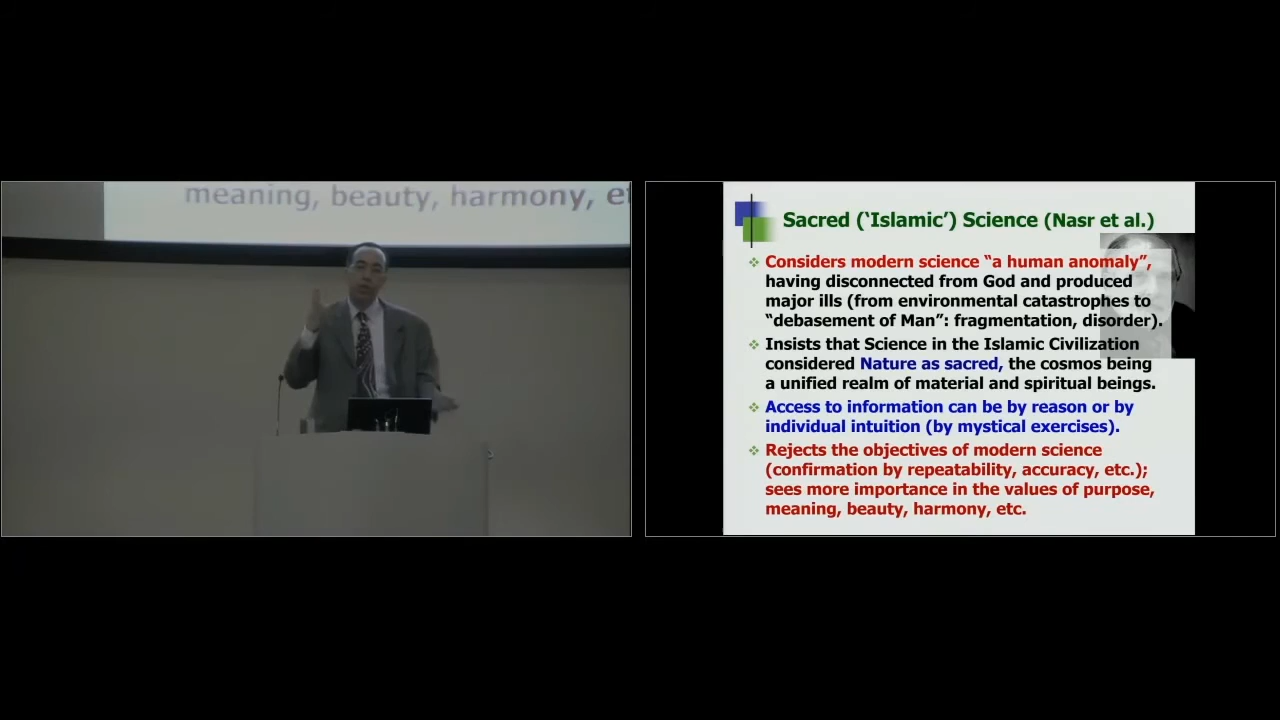 meaning, beauty, harmony, e
Sacred (‘Islamic’) Science (Nasr et al.)
Considers modern science “a human anomaly”,
having disconnected from God and produced
major ills (from environmental catastrophes to
“debasement of Man”: fragmentation, disorder).
Insists that Science in the Islamic Civilization
considered Nature as sacred, the cosmos being
a unified realm of material and spiritual beings.
Access to information can be by reason or by
individual intuition (by mystical exercises).
Rejects the objectives of modern science
(confirmation by repeatability, accuracy, etc.);
sees more importance in the values of purpose,
meaning, beauty, harmony, etc.